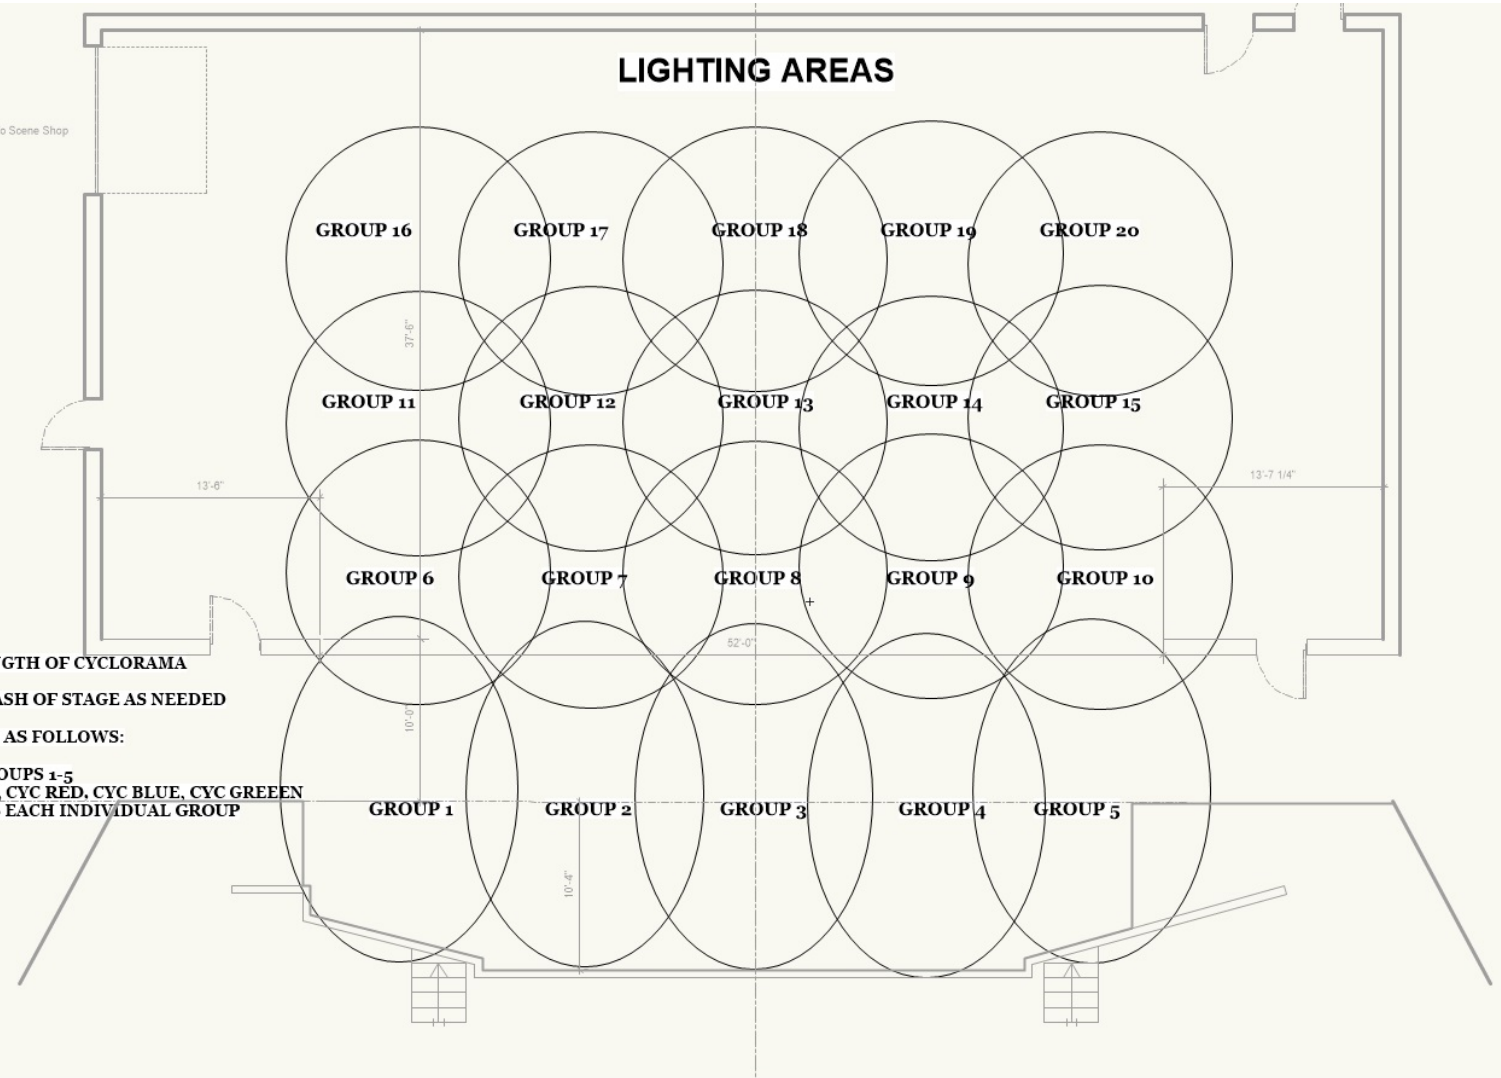 LIGHTING AREAS
o Scene Shop
GROUP 16
GROUP 17
GROUP 18
GROUP 19
GROUP 20
37'-6"
GROUP 11
GROUP 12
GROUP 13
GROUP 14
GROUP 15
13'-6"
13'-7 1/4"
GROUP 6
GROUP 7
GROUP 8
GROUP 9
GROUP 10
52'-0"
GTH OF CYCLORAMA
ASH OF STAGE AS NEEDED
10'-0"
AS FOLLOWS:
OUPS 1-5
, CYC RED, CYC BLUE, CYC GREEEN
EACH INDIVIDUAL GROUP
GROUP 1
GROUP 2
GROUP 3
GROUP 4
GROUP 5
10'-4"